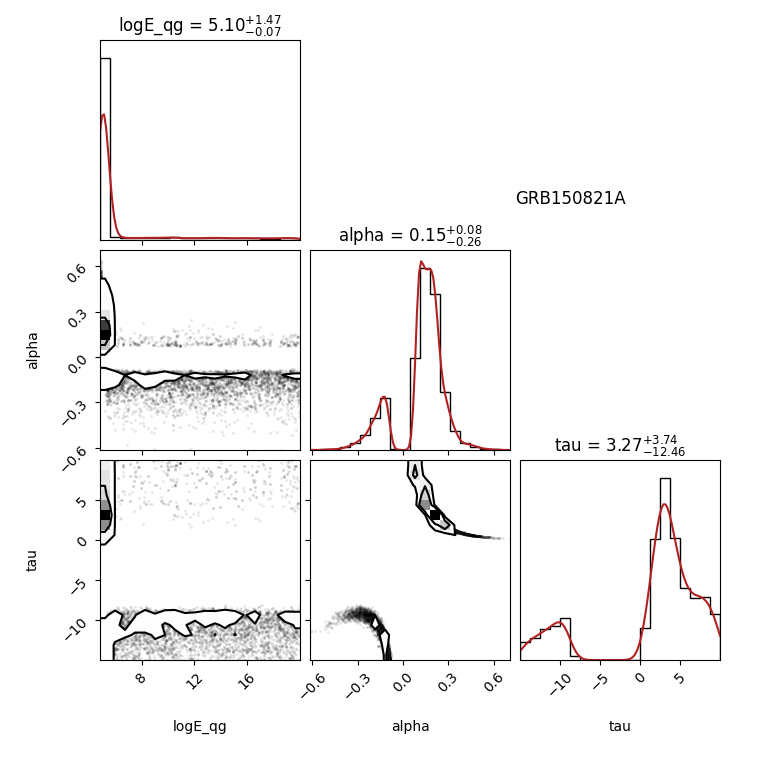 logE_qg = 5.10+1.47−0.07
GRB150821A
alpha = 0.15+0.08−0.26
alpha
0.6
0.3
0.0
−0.3
−0.6
tau = 3.27+3.74−12.46
tau
5
0
−5
−10
8 12 16
−0.6 −0.3 0.0 0.3 0.6
−10 −5 0 5
logE_qg alpha tau